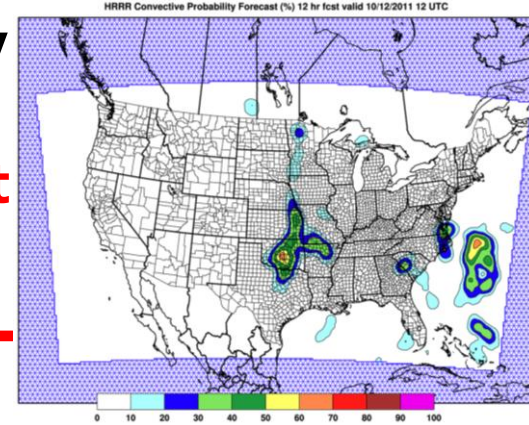 HRRR Convective Probability Forecast (%) 12 hr fcst valid 10/12/2011 12 UTC
y
t
0 10 20 30 40 50 60 70 80 90 100